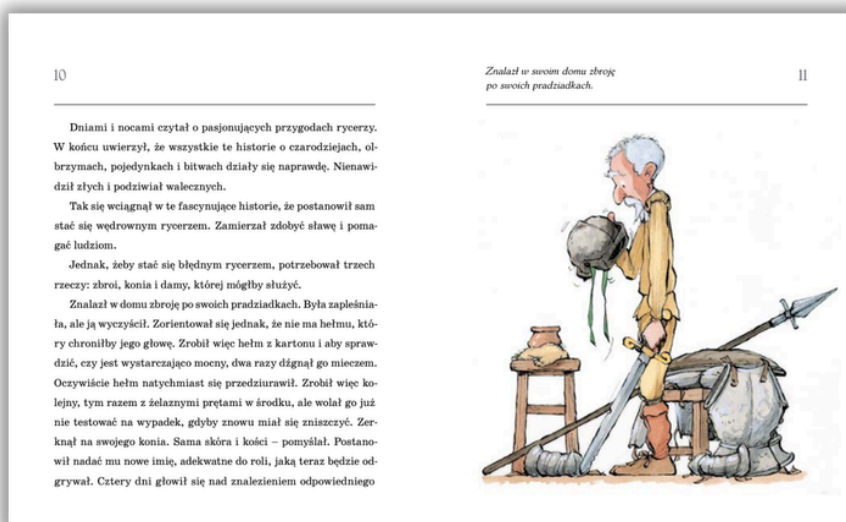 10
Dniami i nocami czytał o pasjonujących przygodach rycerzy.
W końcu uwierzył, że wszystkie te historie o czarodziejach, ol-
brzymach, pojedynkach i bitwach działy się naprawdę. Nienawi-
dził złych i podziwiał walecznych.
Tak się wciągnął w te fascynujące historie, że postanowił sam
stać się wędrownym rycerzem. Zamierzał zdobyć sławę i poma-
gać ludziom.
Jednak, żeby stać się błędnym rycerzem, potrzebował trzech
rzeczy: zbroi, konia i damy, której mógłby służyć.
Znalazł w domu zbroję po swoich pradziadkach. Była zapleśnia-
ła, ale ją wyczyścił. Zorientował się jednak, że nie ma hełmu, któ-
ry chroniłby jego głowę. Zrobił więc hełm z kartonu i aby spraw-
dzić, czy jest wystarczająco mocny, dwa razy dźgnął go mieczem.
Oczywiście hełm natychmiast się przedziurawił. Zrobił więc ko-
lejny, tym razem z żelaznymi prętami w środku, ale wolał go już
nie testować na wypadek, gdyby znowu miał się zniszczyć. Zer-
knął na swojego konia. Sama skóra i kości – pomyślał. Postano-
wił nadać mu nowe imię, adekwatne do roli, jaką teraz będzie od-
grywał. Cztery dni głowił się nad znalezieniem odpowiedniego
Znalazł w swoim domu zbroję
po swoich pradziadkach.
11